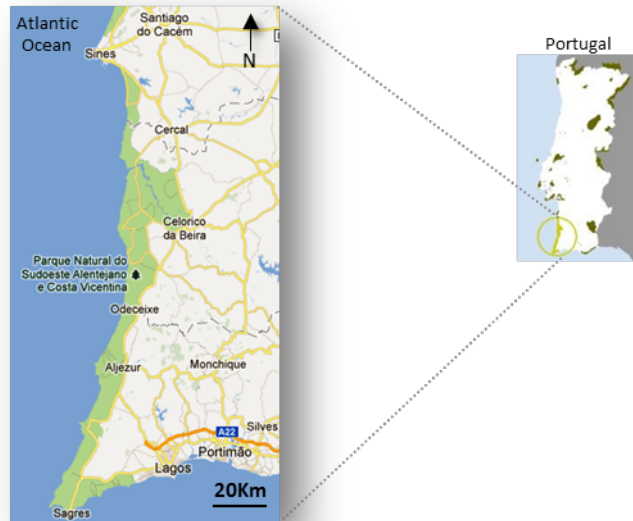 Atlantic
Ocean
Santiago
do Cacém
Sines
N
Cercal
Celorico
da Beira
Parque Natural do
Sudoeste Alentejano
e Costa Vicentina
Odeceixe
Aljezur
Monchique
A22
Silves
Portimão
Lagos
20Km
Sagres
Portugal